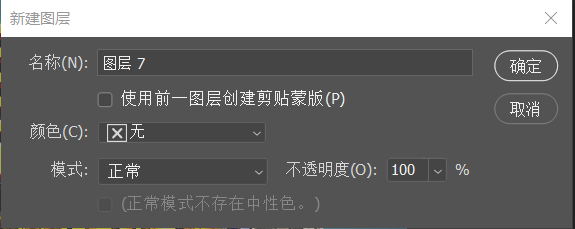 新建图层
名称(N): 图层 7 确定
使用前一图层创建剪贴蒙版(P)
取消
颜色(C): 无
模式: 正常 不透明度(O): 100 %
(正常模式不存在中性色。)